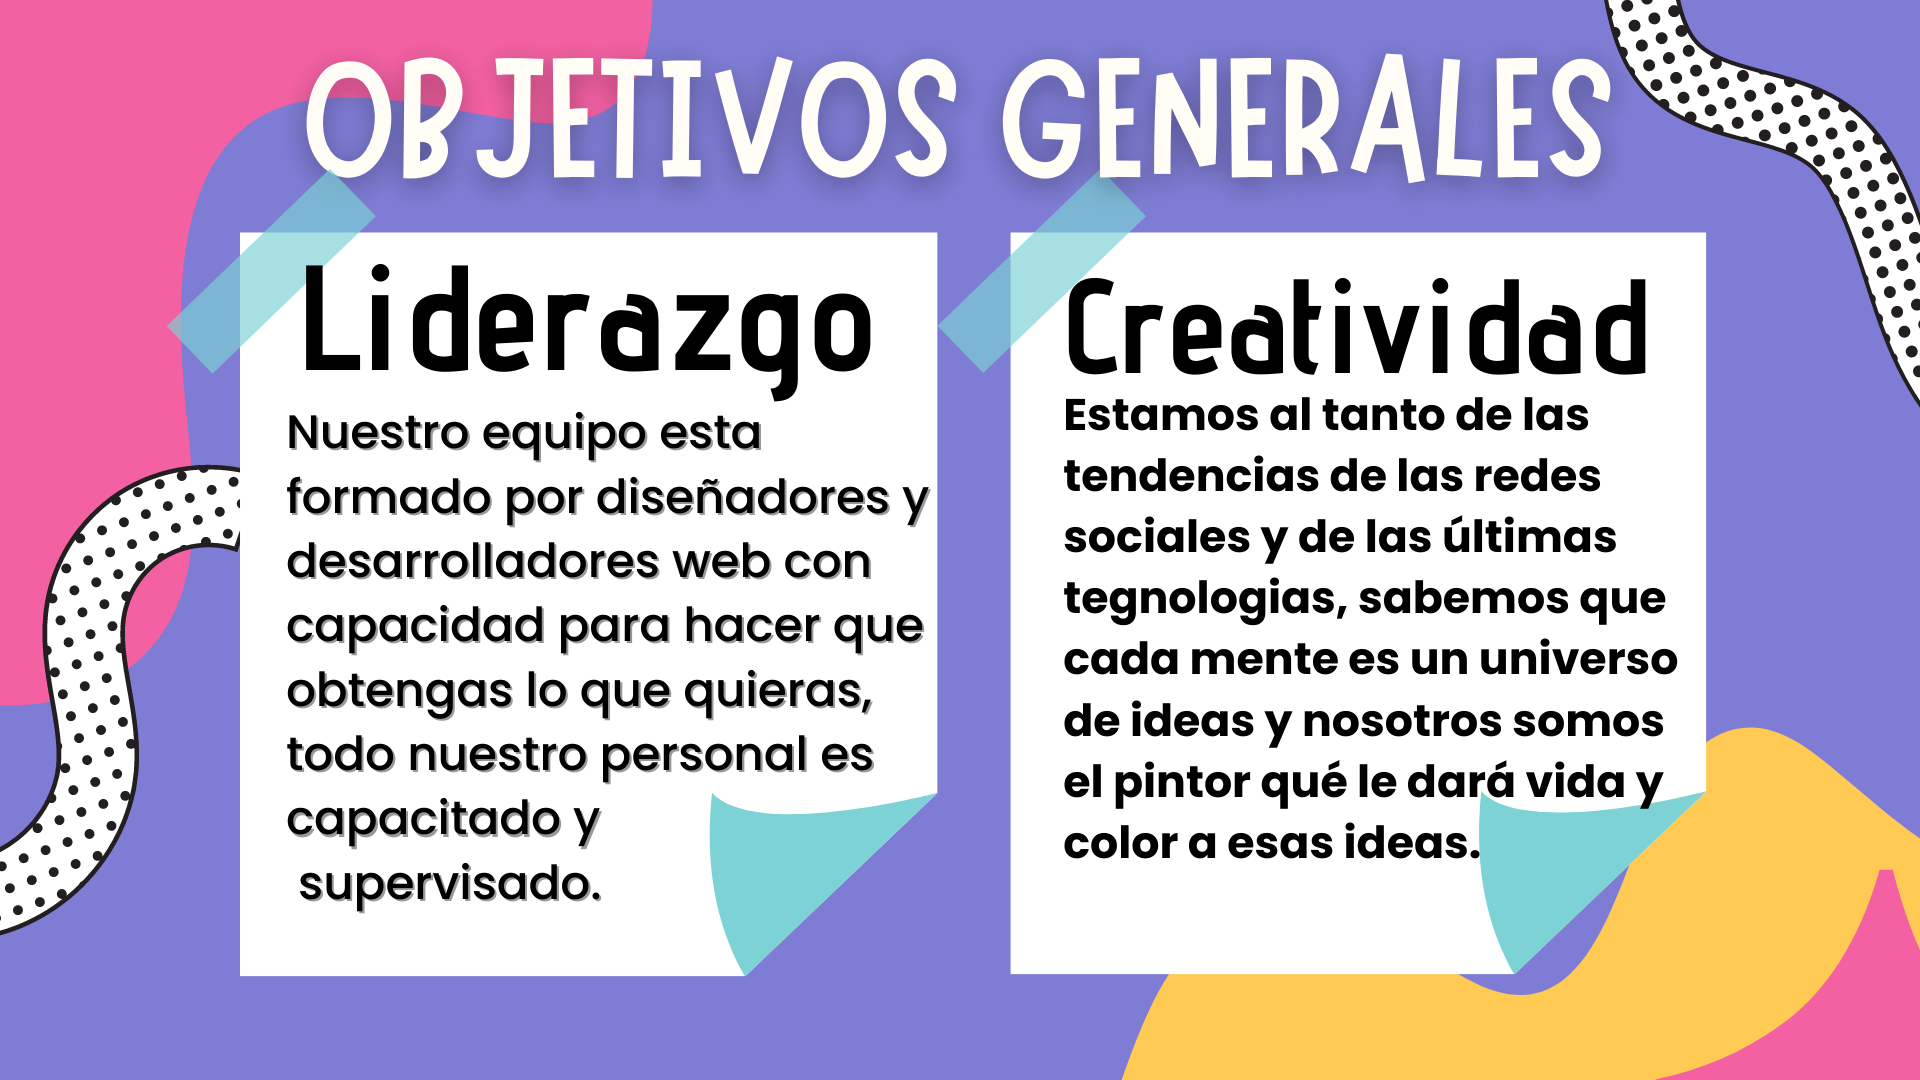 OBJETIVOS GENERALES
Liderazgo
Nuestro equipo esta
formado por diseñadores y
desarrolladores web con
capacidad para hacer que
obtengas lo que quieras,
todo nuestro personal es
capacitado y
supervisado.
Creatividad
Estamos al tanto de las
tendencias de las redes
sociales y de las últimas
tegnologias, sabemos que
cada mente es un universo
de ideas y nosotros somos
el pintor qué le dará vida y
color a esas ideas.